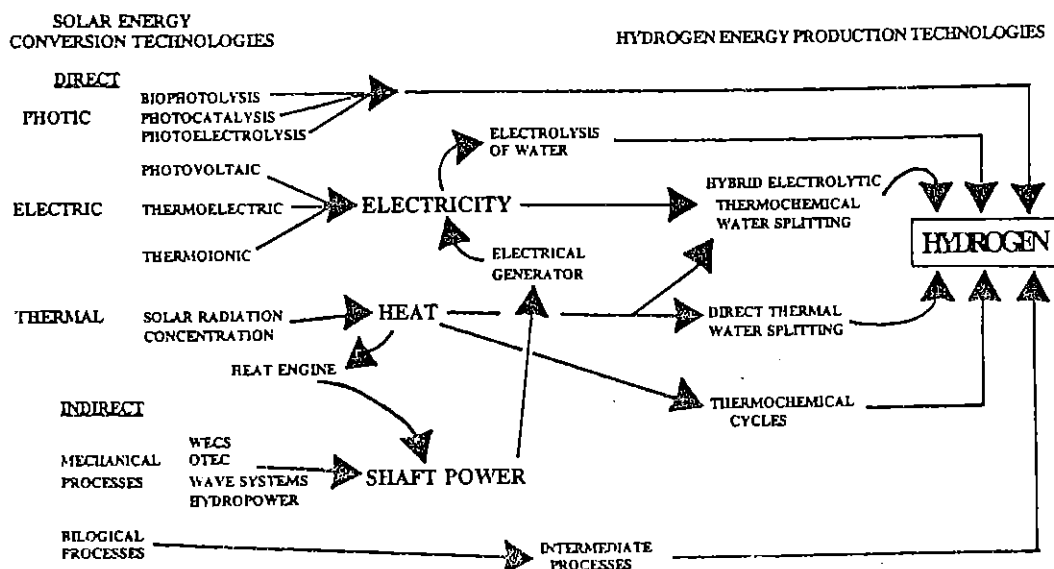 SOLAR ENERGY
CONVERSION TECHNOLOGIES
HYDROGEN ENERGY PRODUCTION TECHNOLOGIES
DIRECT
PHOTIC
BIOPHOTOLYSIS
PHOTOCATALYSIS
PHOTOELECTROLYSIS
ELECTROLYSIS
OF WATER
PHOTOVOLTAIC
ELECTRIC
THERMOELECTRIC
THERMOIONIC
ELECTRICITY
HYBRID ELECTROLYTIC
THERMOCHEMICAL
WATER SPLITTING
HYDROGEN
ELECTRICAL
GENERATOR
THERMAL
SOLAR RADIATION
CONCENTRATION
HEAT
DIRECT THERMAL
WATER SPLITTING
HEAT ENGINE
THERMOCHEMICAL
CYCLES
INDIRECT
MECHANICAL
PROCESSES
WECS
OTEC
WAVE SYSTEMS
HYDROPOWER
SHAFT POWER
BILOGICAL
PROCESSES
INTERMEDIATE
PROCESSES